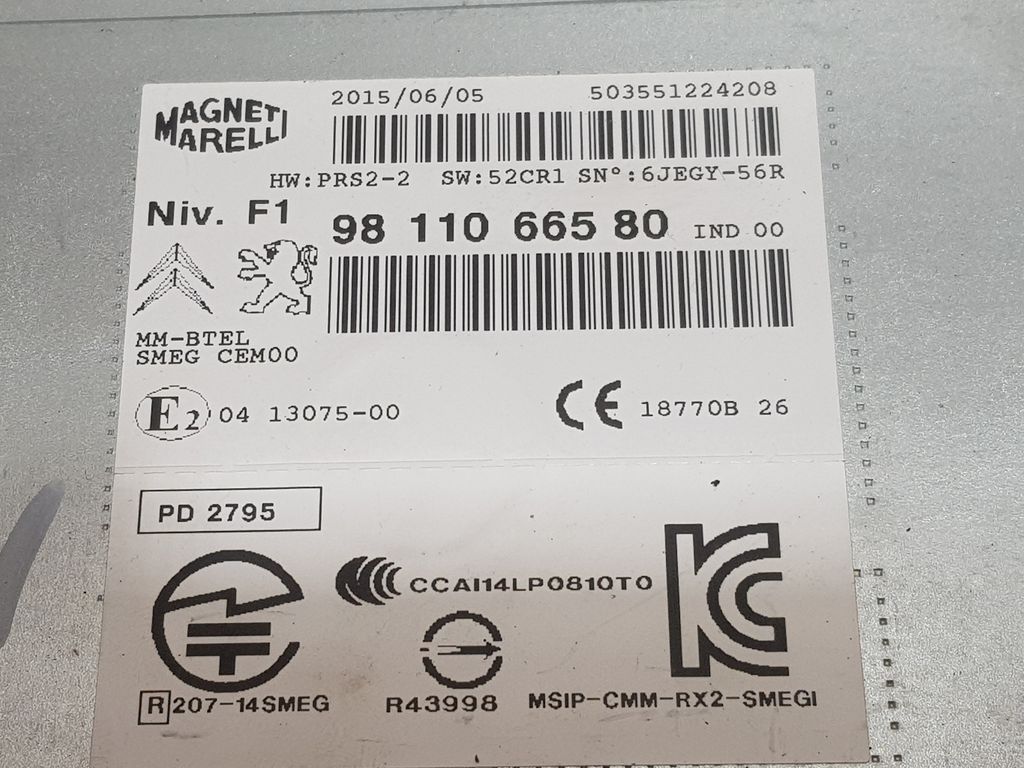 MAGNETI
MARELLI
2015/06/05 503551224208
HW:PRS2-2 SW:52CR1 SN°:6JEGY-56R
Niv. F1
98 110 665 80 IND 00
MM-BTEL
SMEG CEM00
E2 04 13075-00
CE 18770B 26
PD 2795
CCAI14LP0810T0
KC
R 207-14SMEG
R43998
MSIP-CMM-RX2-SMEGI